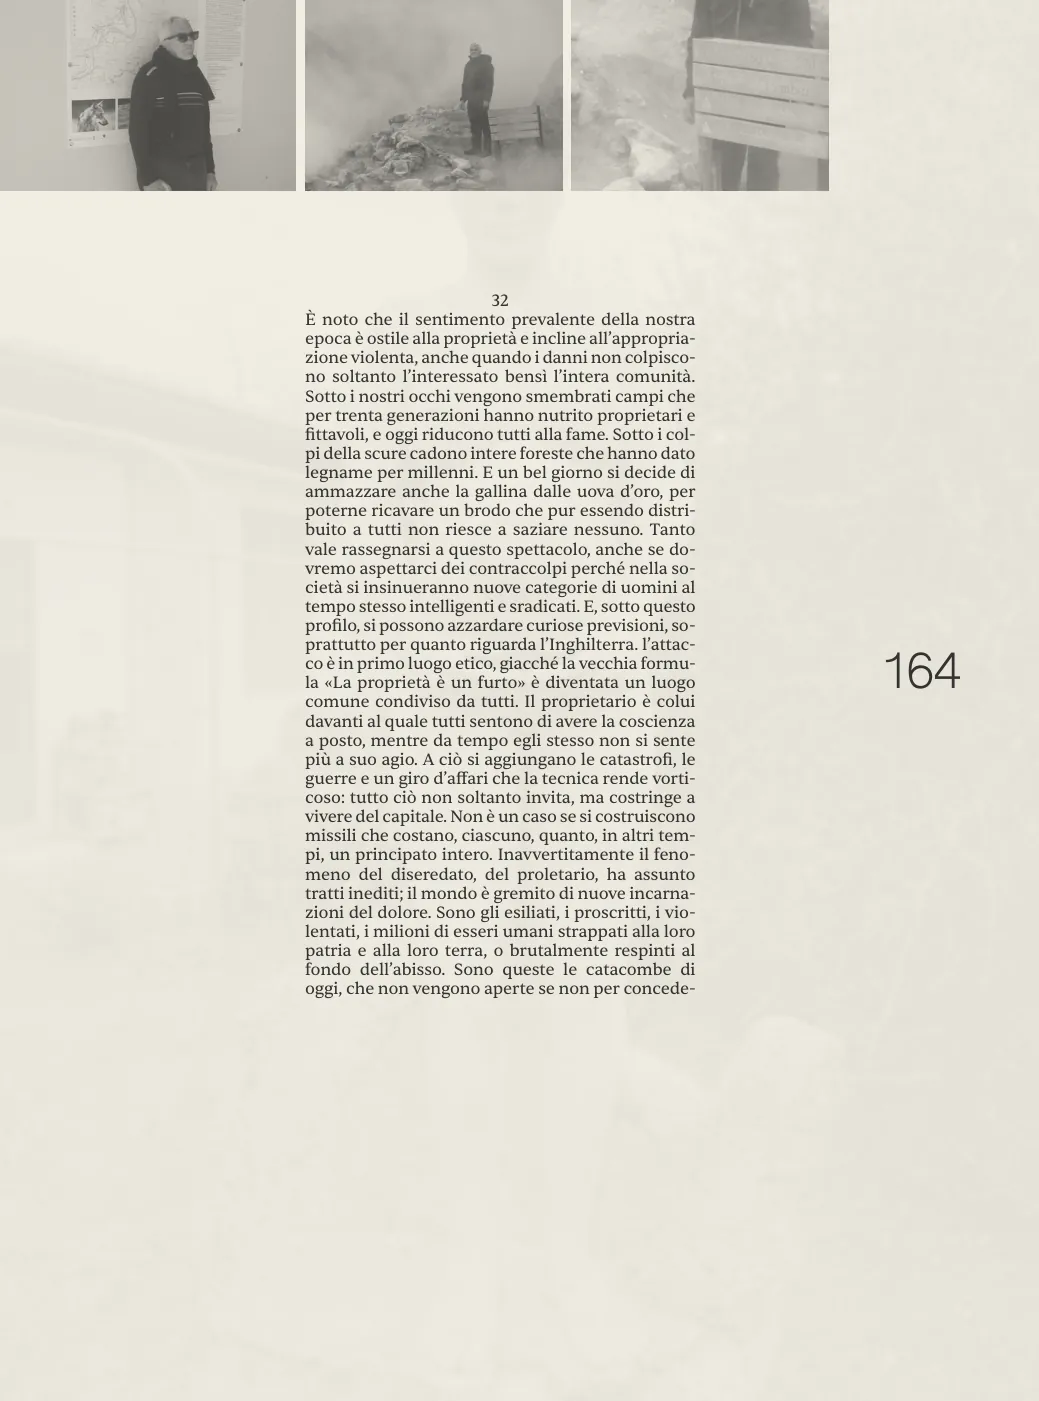 32
È noto che il sentimento prevalente della nostra
epoca è ostile alla proprietà e incline all’appropria-
zione violenta, anche quando i danni non colpisco-
no soltanto l’interessato bensì l’intera comunità.
Sotto i nostri occhi vengono smembrati campi che
per trenta generazioni hanno nutrito proprietari e
fittavoli, e oggi riducono tutti alla fame. Sotto i col-
pi della scure cadono intere foreste che hanno dato
legname per millenni. E un bel giorno si decide di
ammazzare anche la gallina dalle uova d’oro, per
poterne ricavare un brodo che pur essendo distri-
buito a tutti non riesce a saziare nessuno. Tanto
vale rassegnarsi a questo spettacolo, anche se do-
vremo aspettarci dei contraccolpi perché nella so-
cietà si insinueranno nuove categorie di uomini al
tempo stesso intelligenti e sradicati. E, sotto questo
profilo, si possono azzardare curiose previsioni, so-
prattutto per quanto riguarda l’Inghilterra. l’attac-
co è in primo luogo etico, giacché la vecchia formu-
la «La proprietà è un furto» è diventata un luogo
comune condiviso da tutti. Il proprietario è colui
davanti al quale tutti sentono di avere la coscienza
a posto, mentre da tempo egli stesso non si sente
più a suo agio. A ciò si aggiungano le catastrofi, le
guerre e un giro d’affari che la tecnica rende vorti-
coso: tutto ciò non soltanto invita, ma costringe a
vivere del capitale. Non è un caso se si costruiscono
missili che costano, ciascuno, quanto, in altri tem-
pi, un principato intero. Inavvertitamente il feno-
meno del diseredato, del proletario, ha assunto
tratti inediti; il mondo è gremito di nuove incarna-
zioni del dolore. Sono gli esiliati, i proscritti, i vio-
lentati, i milioni di esseri umani strappati alla loro
patria e alla loro terra, o brutalmente respinti al
fondo dell’abisso. Sono queste le catacombe di
oggi, che non vengono aperte se non per concede-
164